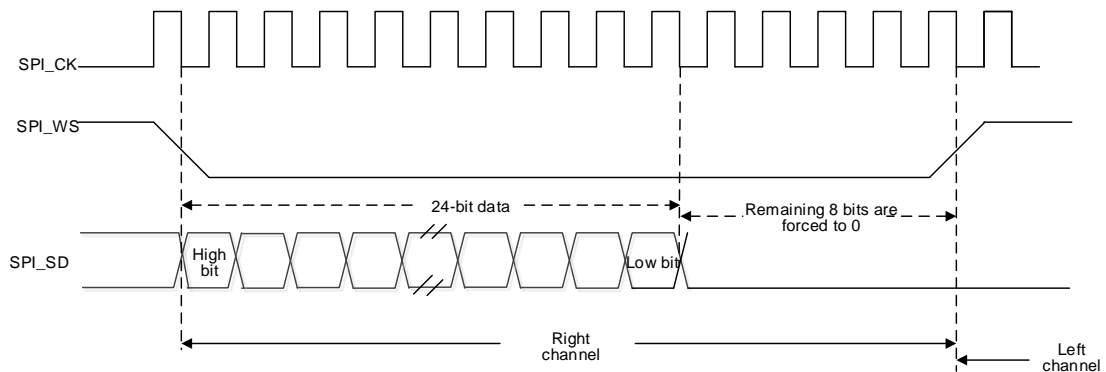 SPI_CK
SPI_WS
24-bit data
Remaining 8 bits are
forced to 0
SPI_SD
High
bit
Low bit
Right
channel
Left
channel